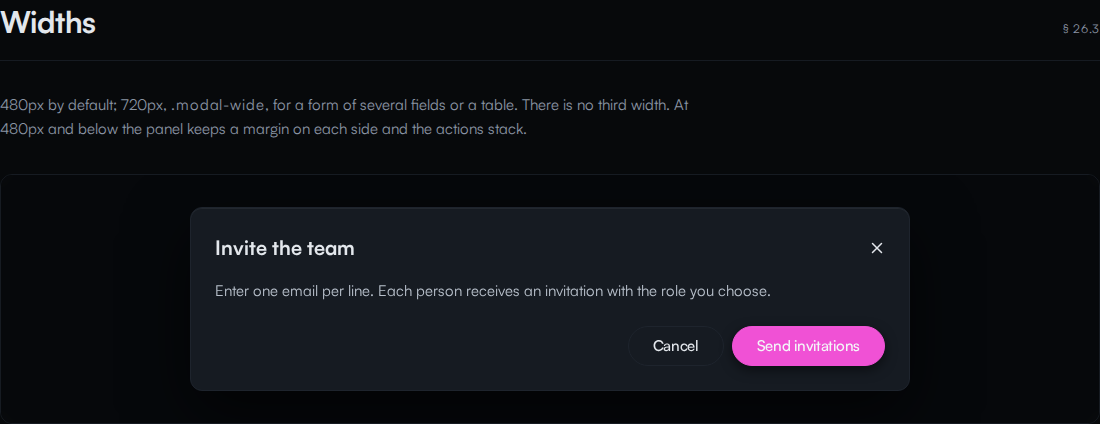 Widths
§ 26.3
480px by default; 720px, .modal-wide, for a form of several fields or a table. There is no third width. At
480px and below the panel keeps a margin on each side and the actions stack.
Invite the team
Enter one email per line. Each person receives an invitation with the role you choose.
Cancel
Send invitations